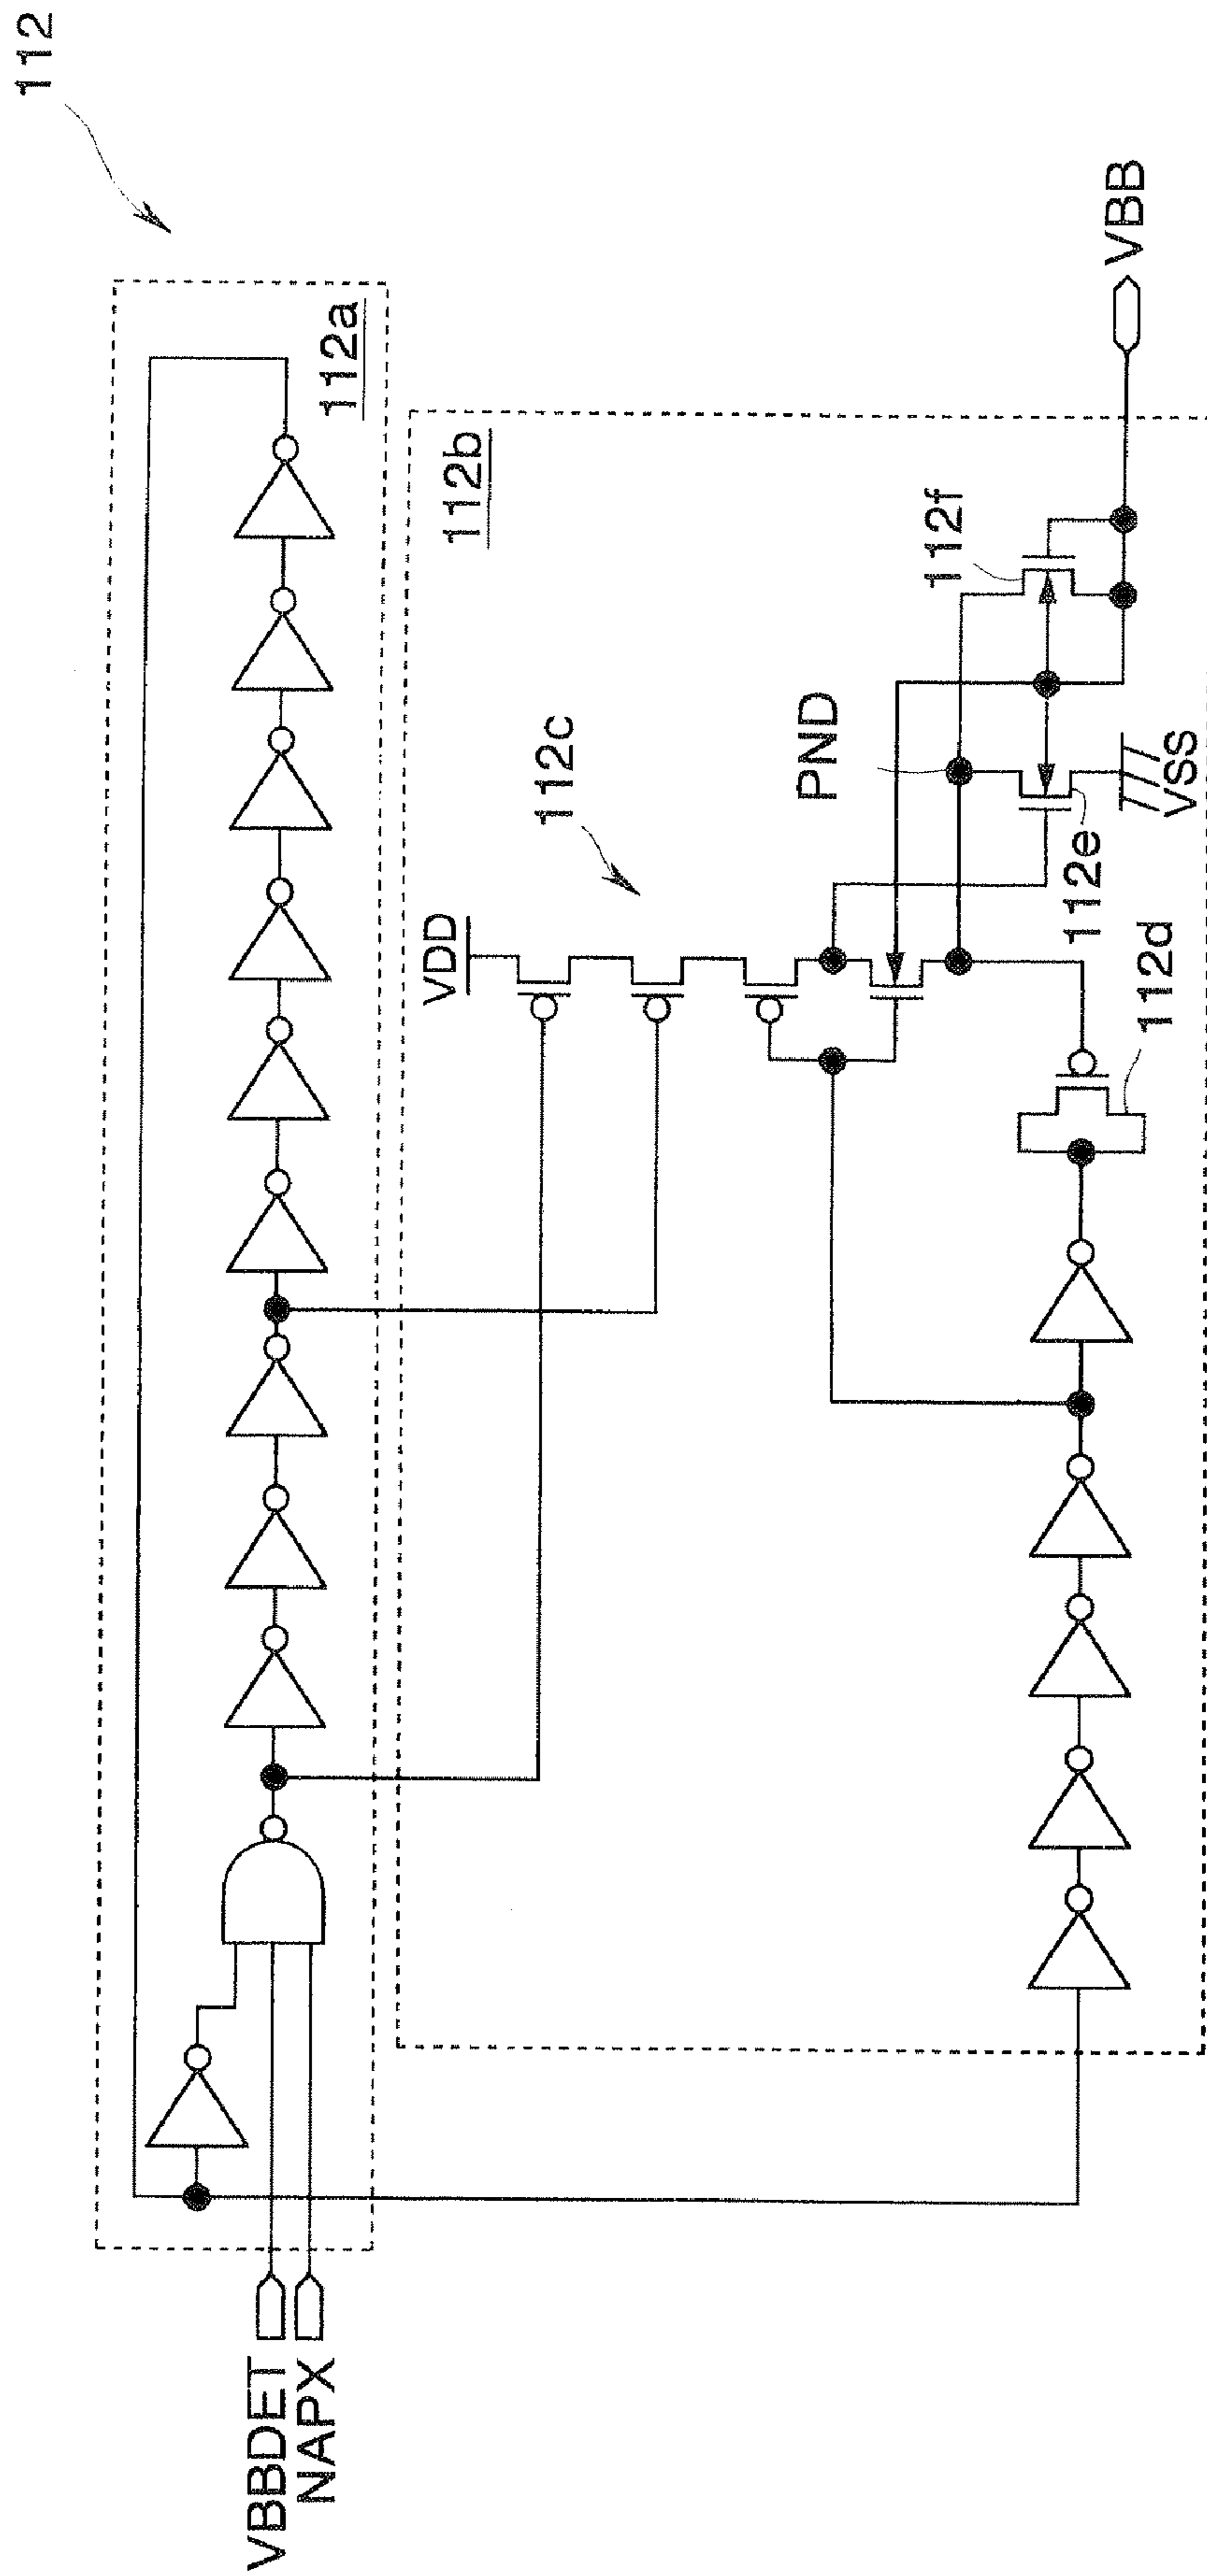 112
112a
112b
112c
VDD
PND
112f
VBB
112e
VSS
112d
VBBDET
NAPX